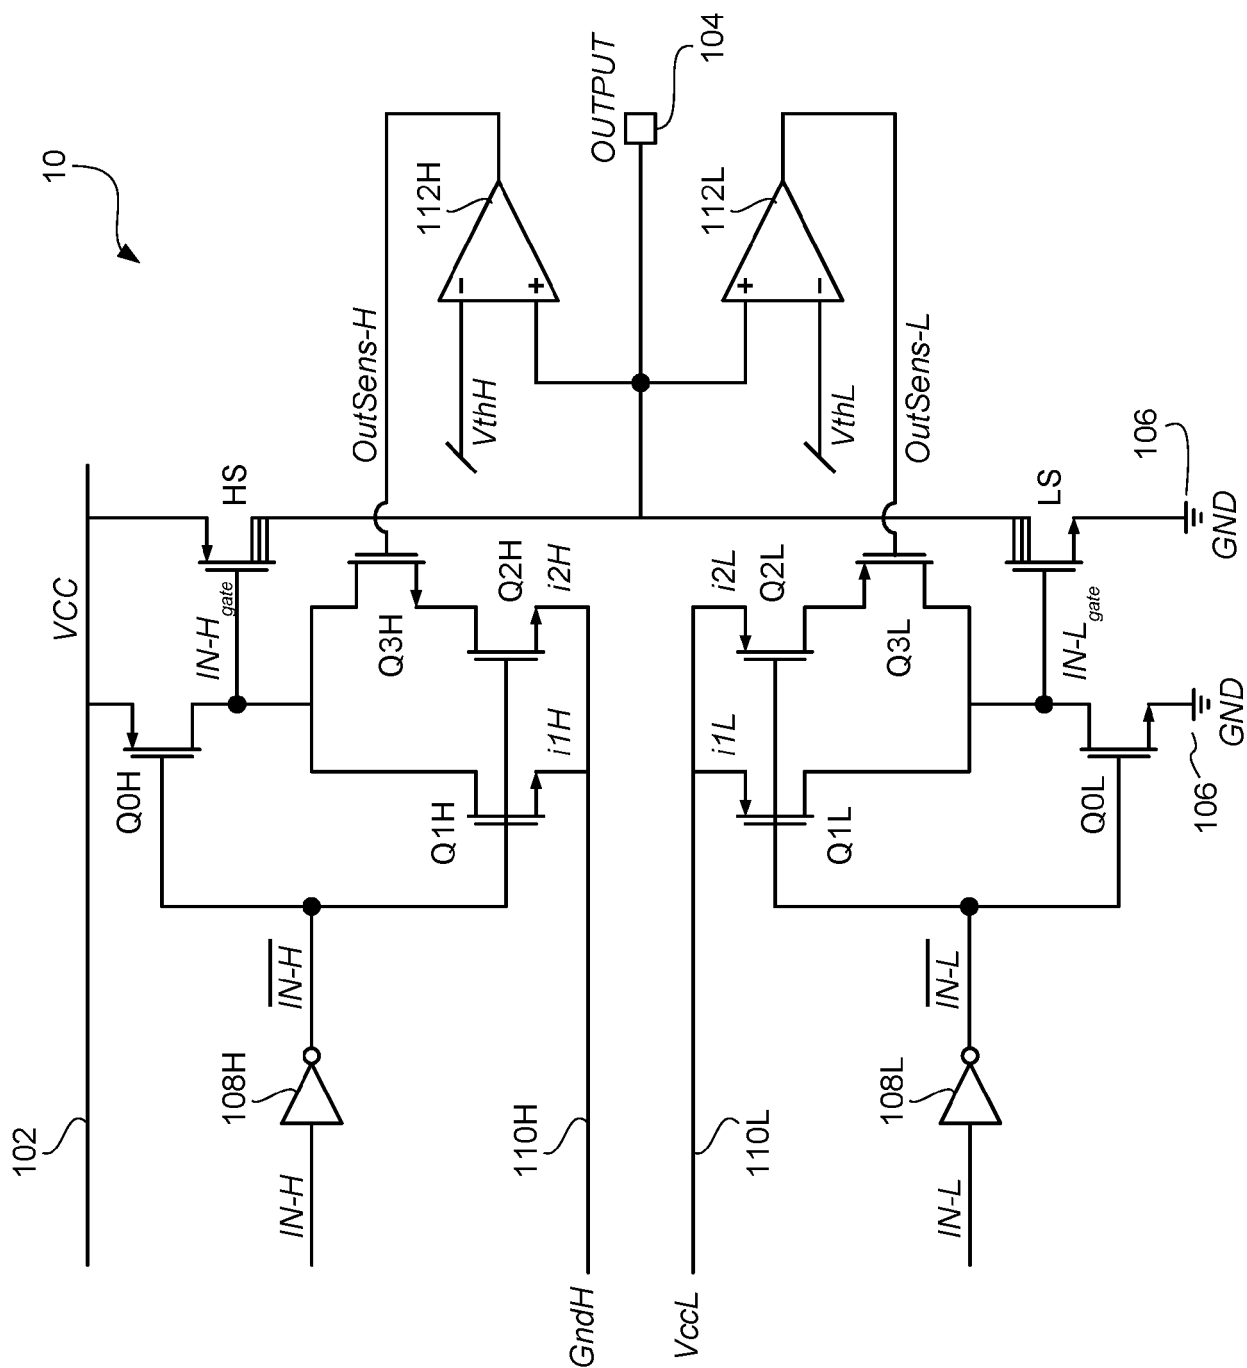 10
102
VCC
HS
IN-H
108H
$\overline{IN-H}$
Q0H
IN-H_gate
Q1H
Q3H
Q2H
i1H
i2H
GndH
110H
OutSens-H
VthH
112H
OUTPUT
104
VccL
110L
i1L
i2L
Q1L
Q2L
Q3L
VthL
112L
OutSens-L
IN-L
108L
$\overline{IN-L}$
Q0L
IN-L_gate
LS
106
GND
106
GND